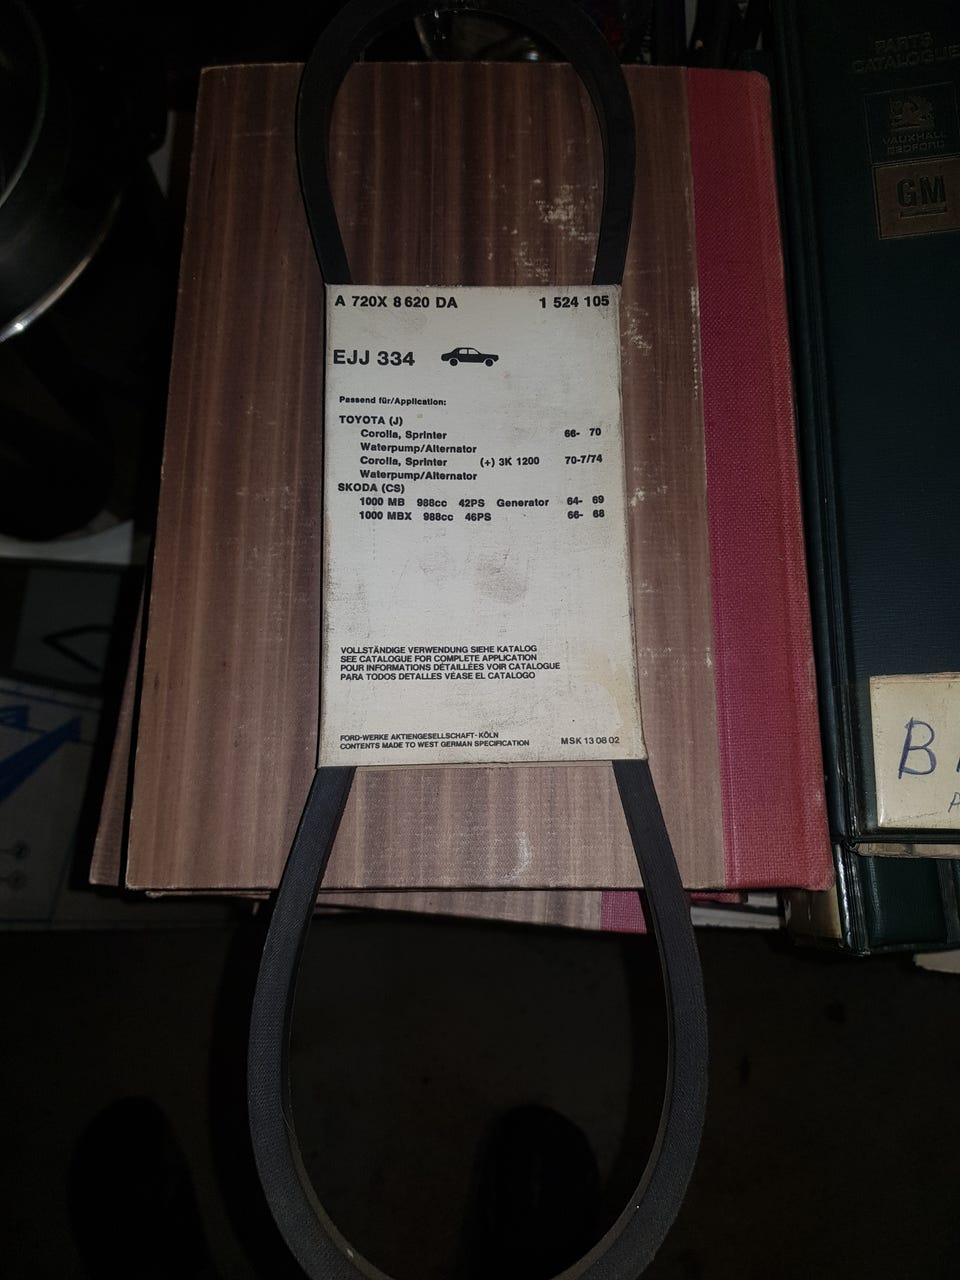 PARTS
CATALOGUE
VAUXHALL
BEDFORD
GM
A 720X 8620 DA 1 524 105
EJJ 334
Passend für/Application:
TOYOTA (J)
Corolla, Sprinter 66- 70
Waterpump/Alternator
Corolla, Sprinter (+) 3K 1200 70-7/74
Waterpump/Alternator
SKODA (CS)
1000 MB 988cc 42PS Generator 64- 69
1000 MBX 988cc 46PS 66- 68
VOLLSTÄNDIGE VERWENDUNG SIEHE KATALOG
SEE CATALOGUE FOR COMPLETE APPLICATION
POUR INFORMATIONS DÉTAILLÉES VOIR CATALOGUE
PARA TODOS DETALLES VÉASE EL CATALOGO
FORD-WERKE AKTIENGESELLSCHAFT-KÖLN
CONTENTS MADE TO WEST GERMAN SPECIFICATION MSK 13 08 02